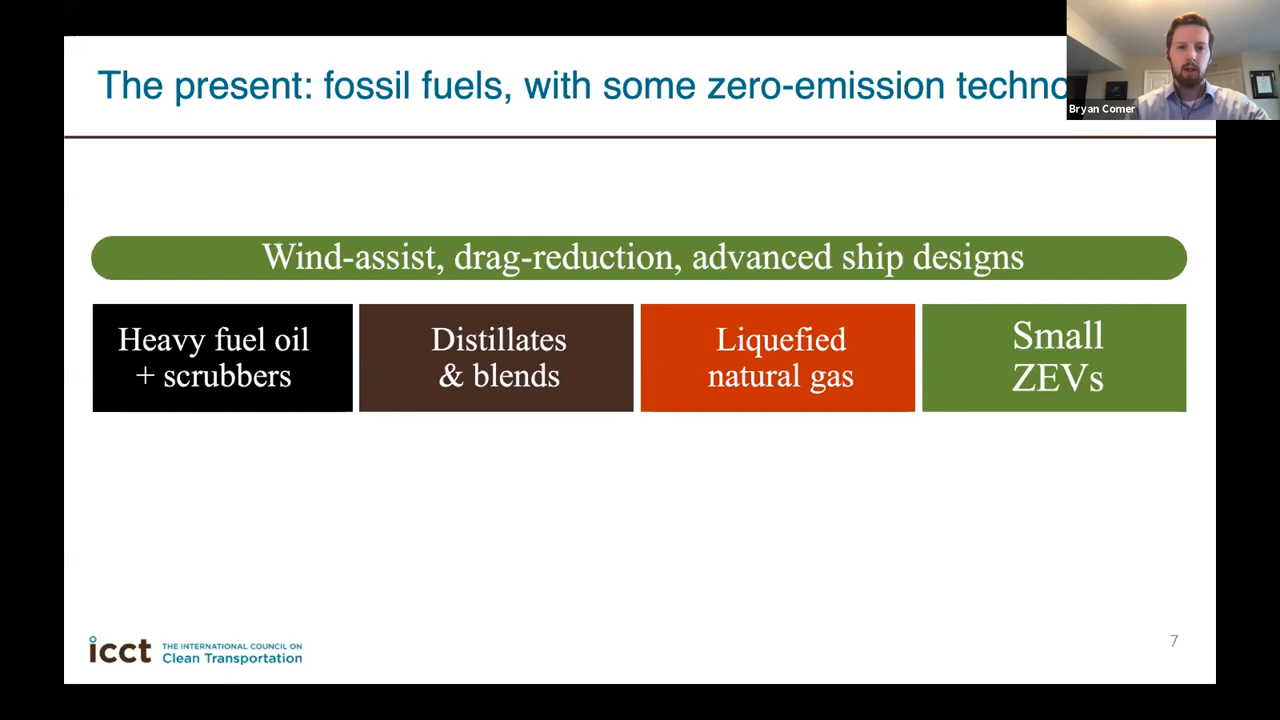 The present: fossil fuels, with some zero-emission techno
Bryan Comer
Wind-assist, drag-reduction, advanced ship designs
Heavy fuel oil
+ scrubbers
Distillates
& blends
Liquefied
natural gas
Small
ZEVs
icct THE INTERNATIONAL COUNCIL ON
Clean Transportation
7